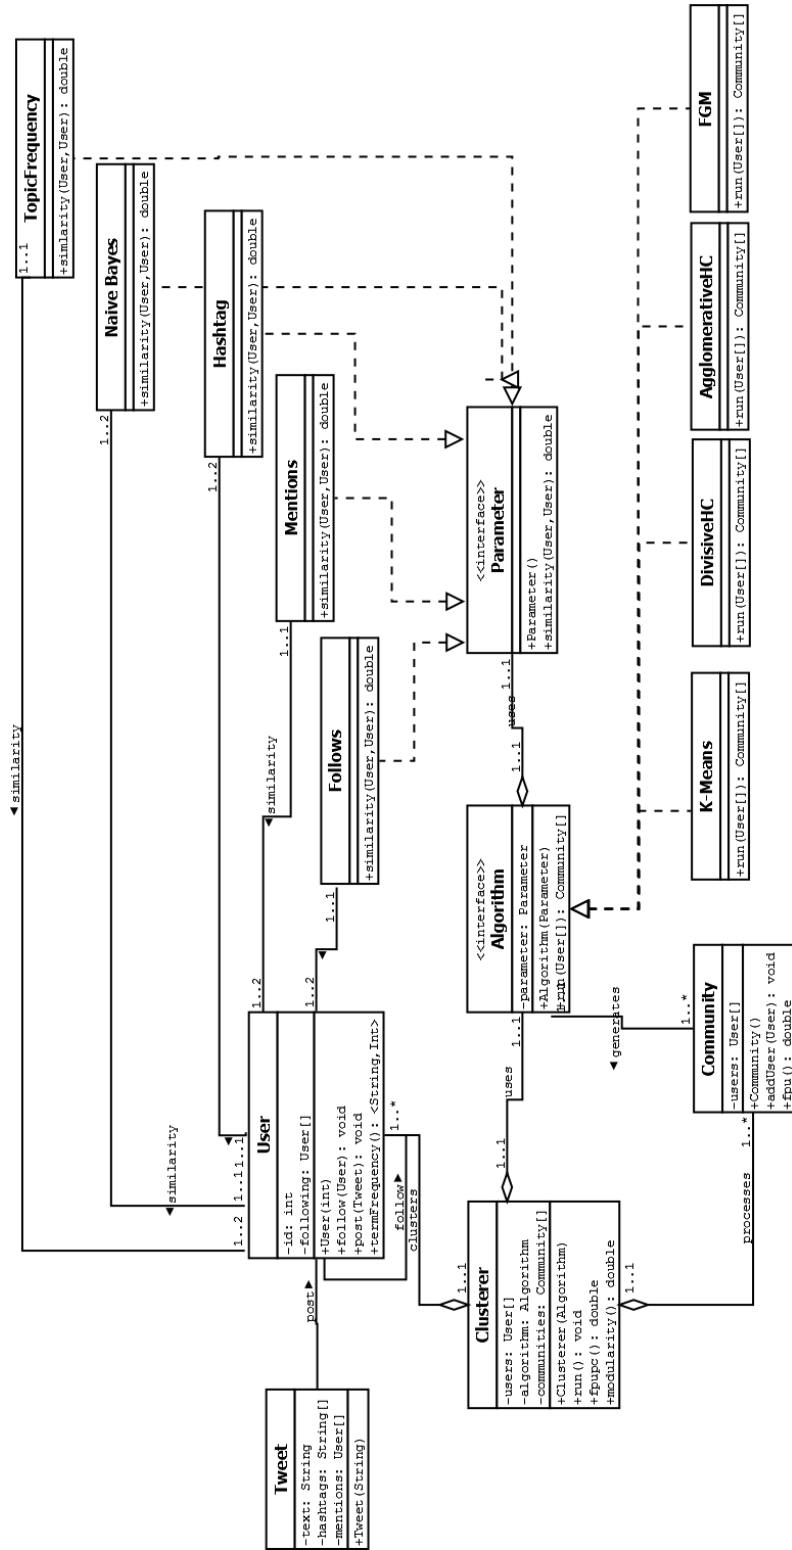 ◄similarity
1..1
TopicFrequency
+simlarity(User,User): double
1..2
Naive Bayes
+similarity(User,User): double
1..2
◄similarity
1..1
1..1
Hashtag
+similarity(User,User): double
1..2
1..2
◄similarity
Mentions
+similarity(User,User): double
1..1
1..2
Follows
+similarity(User,User): double
1..1
Tweet
-text: String
-hashtags: String[]
-mentions: User[]
+Tweet(String)
post►
User
-id: int
-following: User[]
+User(int)
+follow(User): void
+post(Tweet): void
+termFrequency(): <String,Int>
follow►
clusters
1..*
1..1
Clusterer
-users: User[]
-algorithm: Algorithm
-communities: Community[]
+Clusterer(Algorithm)
+run(): void
+fpupc(): double
+modularity(): double
1..1
uses
1..1
<<interface>>
Algorithm
-parameter: Parameter
+Algorithm(Parameter)
+run(User[]): Community[]
1..1
uses
1..1
<<interface>>
Parameter
+Parameter()
+similarity(User,User): double
1..1
processes
1..*
◄generates
1..*
Community
-users: User[]
+Community()
+addUser(User): void
+fpu(): double
K-Means
+run(User[]): Community[]
DivisiveHC
+run(User[]): Community[]
AgglomerativeHC
+run(User[]): Community[]
FGM
+run(User[]): Community[]